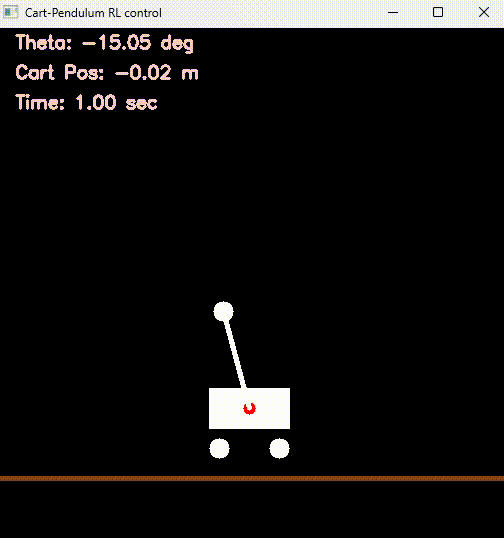 Cart-Pendulum RL control
Theta: -15.05 deg
Cart Pos: -0.02 m
Time: 1.00 sec